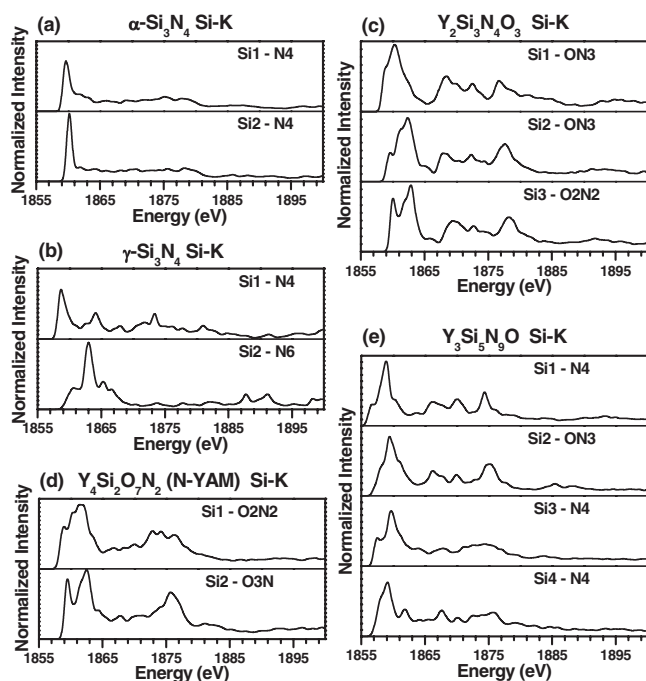 (a)
α-Si3N4 Si-K
Si1 - N4
Si2 - N4
Normalized Intensity
1855 1865 1875 1885 1895
Energy (eV)
(b)
γ-Si3N4 Si-K
Si1 - N4
Si2 - N6
Normalized Intensity
1855 1865 1875 1885 1895
Energy (eV)
(d) Y4Si2O7N2 (N-YAM) Si-K
Si1 - O2N2
Si2 - O3N
Normalized Intensity
1855 1865 1875 1885 1895
Energy (eV)
(c)
Y2Si3N4O3 Si-K
Si1 - ON3
Si2 - ON3
Si3 - O2N2
Normalized Intensity
1855 1865 1875 1885 1895
Energy (eV)
(e)
Y3Si5N9O Si-K
Si1 - N4
Si2 - ON3
Si3 - N4
Si4 - N4
Normalized Intensity
1855 1865 1875 1885 1895
Energy (eV)